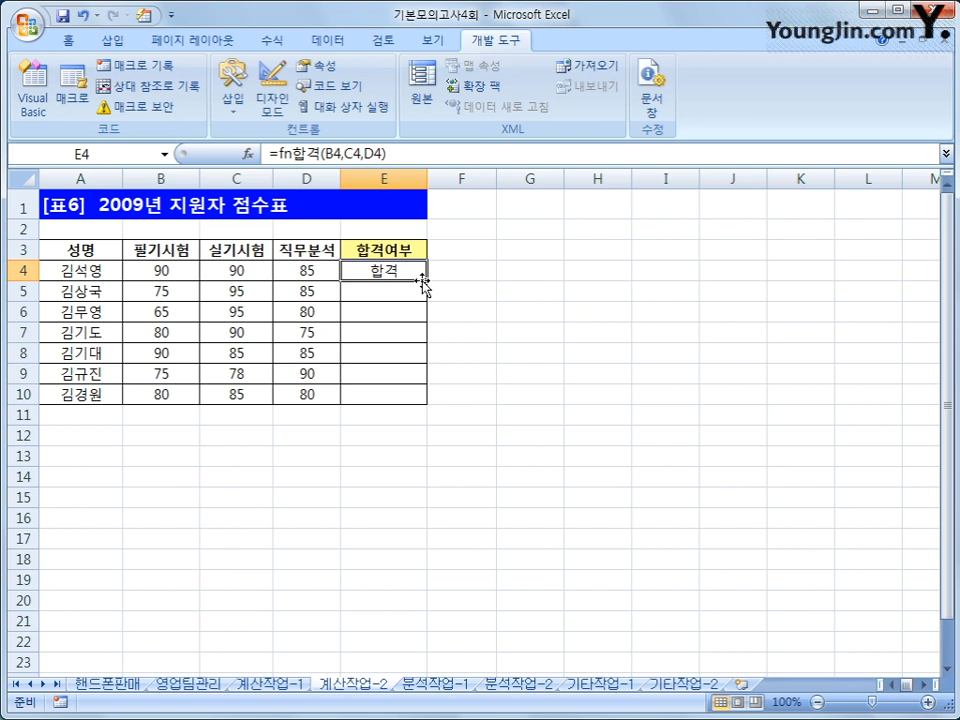 기본모의고사4회 - Microsoft Excel
YoungJin.com Y.
홈 삽입 페이지 레이아웃 수식 데이터 검토 보기 개발 도구
Visual Basic
매크로
매크로 기록
상대 참조로 기록
매크로 보안
코드
삽입
디자인 모드
속성
코드 보기
대화 상자 실행
컨트롤
원본
맵 속성
확장 팩
데이터 새로 고침
가져오기
내보내기
XML
문서 창
수정
E4 fx =fn합격(B4,C4,D4)
A B C D E F G H I J K L M
1 [표6] 2009년 지원자 점수표
2
3 성명 필기시험 실기시험 직무분석 합격여부
4 김석영 90 90 85 합격
5 김상국 75 95 85
6 김무영 65 95 80
7 김기도 80 90 75
8 김기대 90 85 85
9 김규진 75 78 90
10 김경원 80 85 80
11
12
13
14
15
16
17
18
19
20
21
22
23
핸드폰판매 영업팀관리 계산작업-1 계산작업-2 분석작업-1 분석작업-2 기타작업-1 기타작업-2
준비 100%